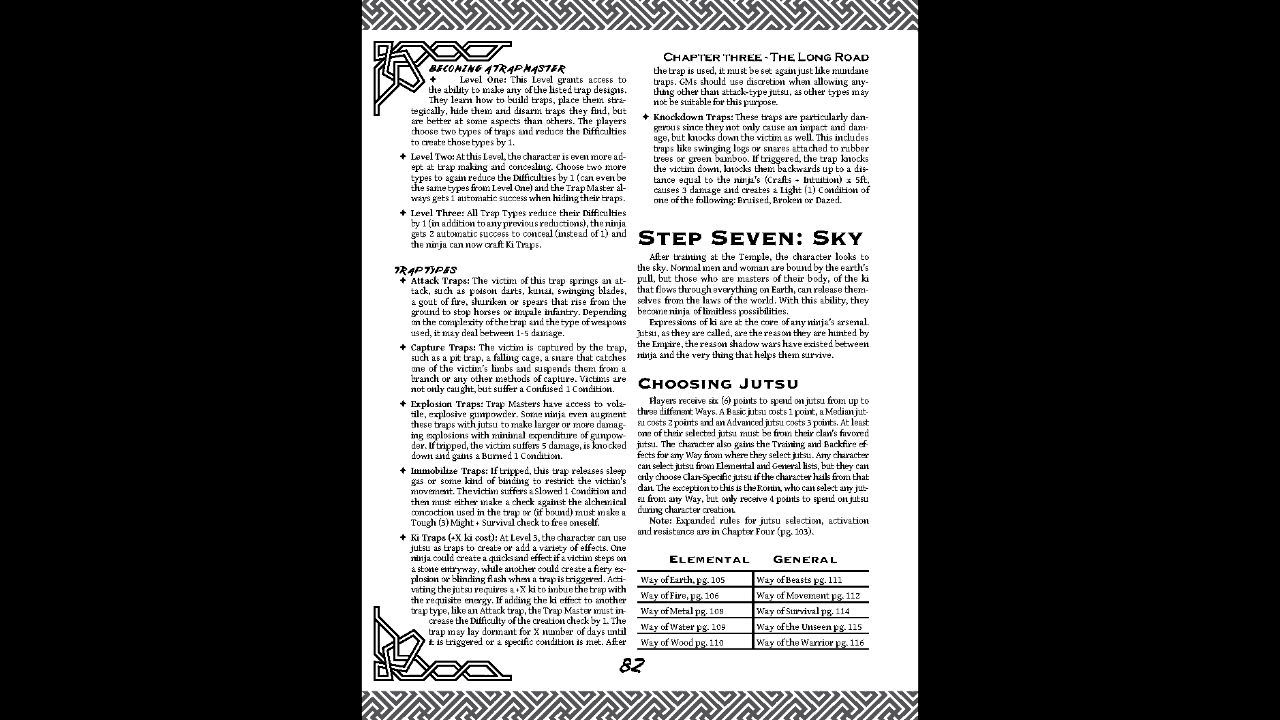 BECOMING A TRAP MASTER
✦ Level One: This Level grants access to
the ability to make any of the listed trap designs.
They learn how to build traps, place them stra-
tegically, hide them and disarm traps they find, but
are better at some aspects than others. The players
choose two types of traps and reduce the Difficulties
to create those types by 1.
✦ Level Two: At this Level, the character is even more ad-
ept at trap making and concealing. Choose two more
types to again reduce the Difficulties by 1 (can even be
the same types from Level One) and the Trap Master al-
ways gets 1 automatic success when hiding their traps.
✦ Level Three: All Trap Types reduce their Difficulties
by 1 (in addition to any previous reductions), the ninja
gets 2 automatic success to conceal (instead of 1) and
the ninja can now craft Ki Traps.
TRAP TYPES
✦ Attack Traps: The victim of this trap springs an at-
tack, such as poison darts, kunai, swinging blades,
a gout of fire, shuriken or spears that rise from the
ground to stop horses or impale infantry. Depending
on the complexity of the trap and the type of weapons
used, it may deal between 1-5 damage.
✦ Capture Traps: The victim is captured by the trap,
such as a pit trap, a falling cage, a snare that catches
one of the victim's limbs and suspends them from a
branch or any other methods of capture. Victims are
not only caught, but suffer a Confused 1 Condition.
✦ Explosion Traps: Trap Masters have access to vola-
tile, explosive gunpowder. Some ninja even augment
these traps with jutsu to make larger or more damag-
ing explosions with minimal expenditure of gunpow-
der. If tripped, the victim suffers 5 damage, is knocked
down and gains a Burned 1 Condition.
✦ Immobilize Traps: If tripped, this trap releases sleep
gas or some kind of binding to restrict the victim's
movement. The victim suffers a Slowed 1 Condition and
then must either make a check against the alchemical
concoction used in the trap or (if bound) must make a
Tough (3) Might + Survival check to free oneself.
✦ Ki Traps (+X ki cost): At Level 3, the character can use
jutsu as traps to create or add a variety of effects. One
ninja could create a quicksand effect if a victim steps on
a stone entryway, while another could create a fiery ex-
plosion or blinding flash when a trap is triggered. Acti-
vating the jutsu requires a +X ki to imbue the trap with
the requisite energy. If adding the ki effect to another
trap type, like an Attack trap, the Trap Master must in-
crease the Difficulty of the creation check by 1. The
trap may lay dormant for X number of days until
it is triggered or a specific condition is met. After
CHAPTER THREE - THE LONG ROAD
the trap is used, it must be set again just like mundane
traps. GMs should use discretion when allowing any-
thing other than attack-type jutsu, as other types may
not be suitable for this purpose.
✦ Knockdown Traps: These traps are particularly dan-
gerous since they not only cause an impact and dam-
age, but knocks down the victim as well. This includes
traps like swinging logs or snares attached to rubber
trees or green bamboo. If triggered, the trap knocks
the victim down, knocks them backwards up to a dis-
tance equal to the ninja's (Crafts + Intuition) x 5ft,
causes 3 damage and creates a Light (1) Condition of
one of the following: Bruised, Broken or Dazed.
STEP SEVEN: SKY
After training at the Temple, the character looks to
the sky. Normal men and woman are bound by the earth's
pull, but those who are masters of their body, of the ki
that flows through everything on Earth, can release them-
selves from the laws of the world. With this ability, they
become ninja of limitless possibilities.
Expressions of ki are at the core of any ninja's arsenal.
Jutsu, as they are called, are the reason they are hunted by
the Empire, the reason shadow wars have existed between
ninja and the very thing that helps them survive.
CHOOSING JUTSU
Players receive six (6) points to spend on jutsu from up to
three different Ways. A Basic jutsu costs 1 point, a Median jut-
su costs 2 points and an Advanced jutsu costs 3 points. At least
one of their selected jutsu must be from their clan's favored
jutsu. The character also gains the Training and Backfire ef-
fects for any Way from where they select jutsu. Any character
can select jutsu from Elemental and General lists, but they can
only choose Clan-Specific jutsu if the character hails from that
clan. The exception to this is the Ronin, who can select any jut-
su from any Way, but only receive 4 points to spend on jutsu
during character creation.
Note: Expanded rules for jutsu selection, activation
and resistance are in Chapter Four (pg. 103).
ELEMENTAL GENERAL
Way of Earth, pg. 105 Way of Beasts pg. 111
Way of Fire, pg. 106 Way of Movement pg. 112
Way of Metal pg. 108 Way of Survival pg. 114
Way of Water pg. 109 Way of the Unseen pg. 115
Way of Wood pg. 110 Way of the Warrior pg. 116
82